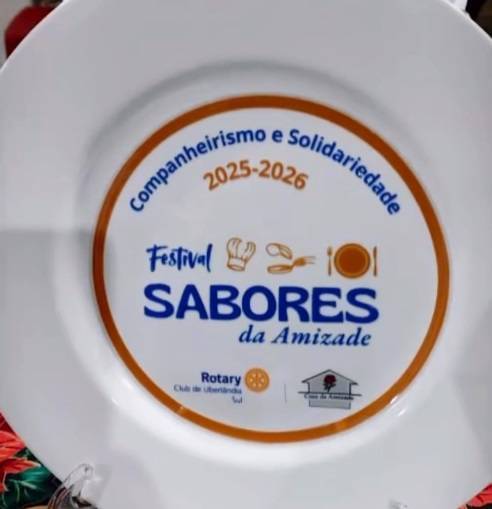 Companheirismo e Solidariedade
2025-2026
Festival
SABORES
da Amizade
Rotary
Club de Uberlândia
Sul
Casa da Amizade